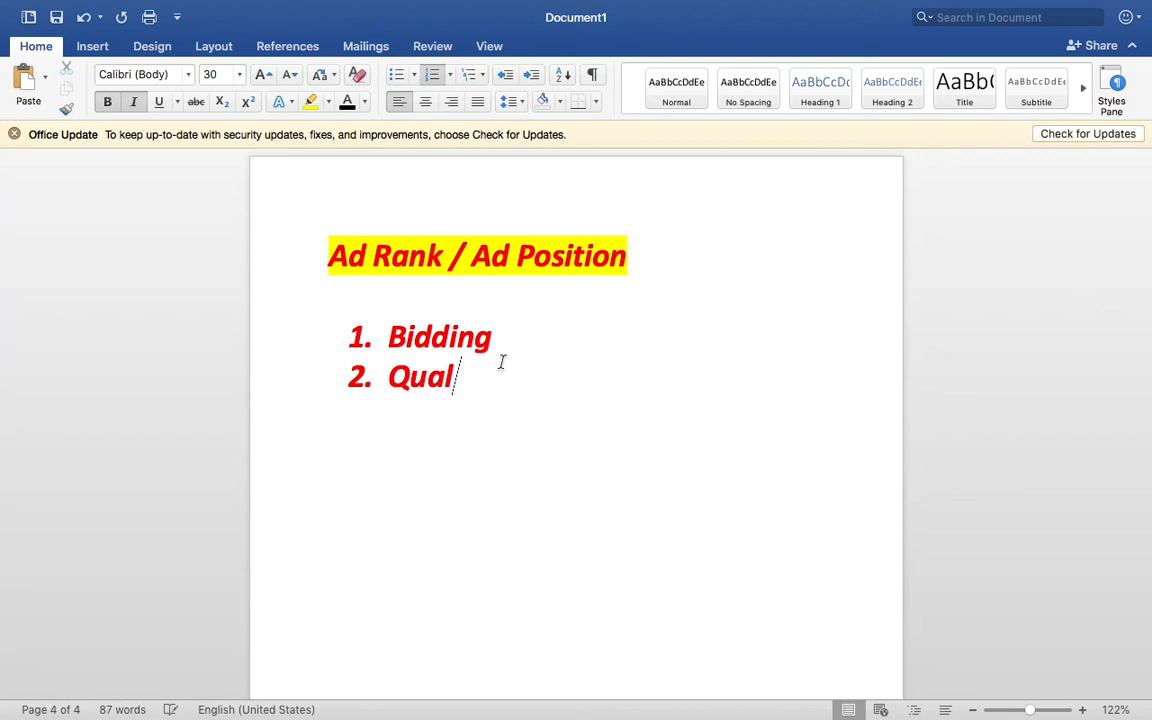 Document1
Search in Document
Home Insert Design Layout References Mailings Review View
Share
Paste
Calibri (Body) 30
AaBbCcDdEe AaBbCcDdEe AaBbCcDc AaBbCcDdEe AaBb( AaBbCcDdEe
Normal No Spacing Heading 1 Heading 2 Title Subtitle
Styles
Pane
Office Update To keep up-to-date with security updates, fixes, and improvements, choose Check for Updates.
Check for Updates
Ad Rank / Ad Position
1. Bidding
2. Qual
Page 4 of 4 87 words English (United States) 122%